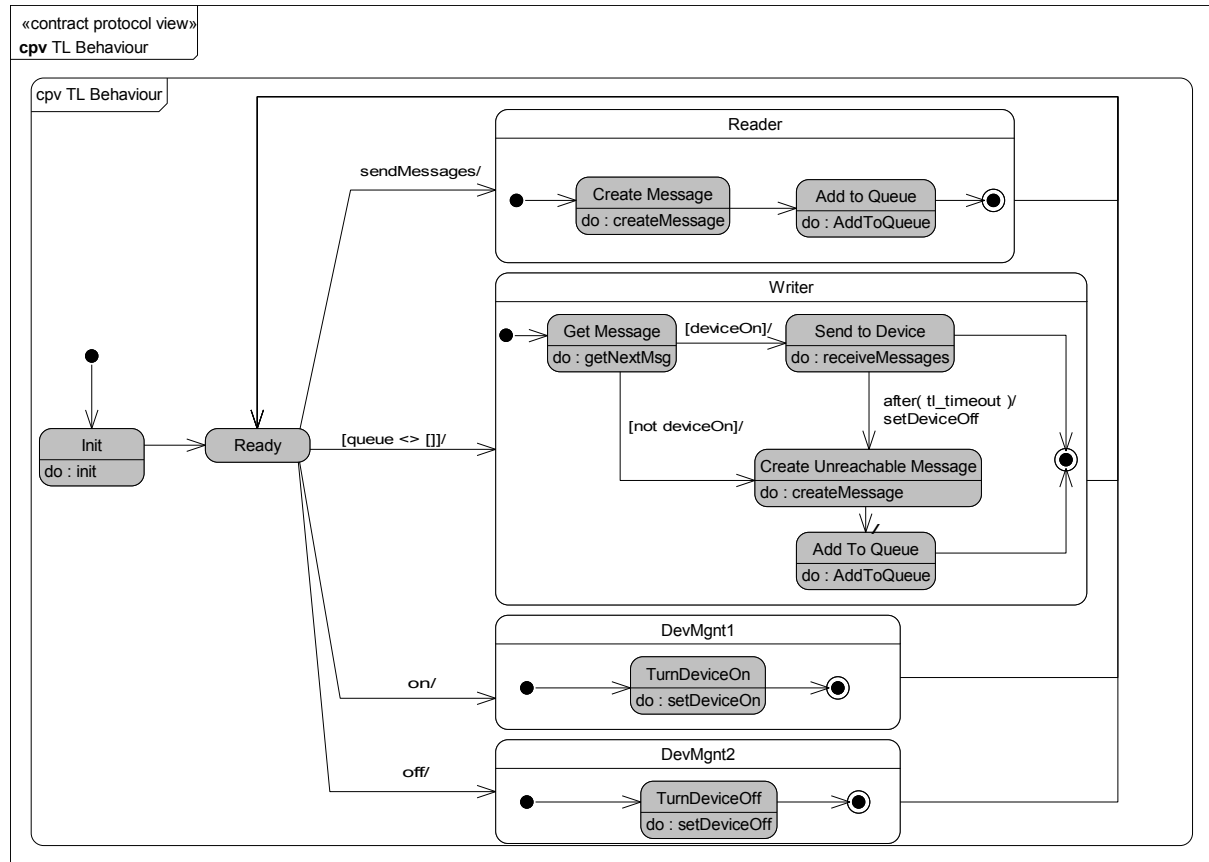 «contract protocol view»
cpv TL Behaviour
cpv TL Behaviour
Reader
sendMessages/
Create Message
do : createMessage
Add to Queue
do : AddToQueue
Writer
Get Message
do : getNextMsg
[deviceOn]/
Send to Device
do : receiveMessages
after( tl_timeout )/
setDeviceOff
[not deviceOn]/
Init
do : init
Ready
[queue <> []]/
Create Unreachable Message
do : createMessage
/
Add To Queue
do : AddToQueue
DevMgnt1
TurnDeviceOn
do : setDeviceOn
on/
DevMgnt2
off/
TurnDeviceOff
do : setDeviceOff